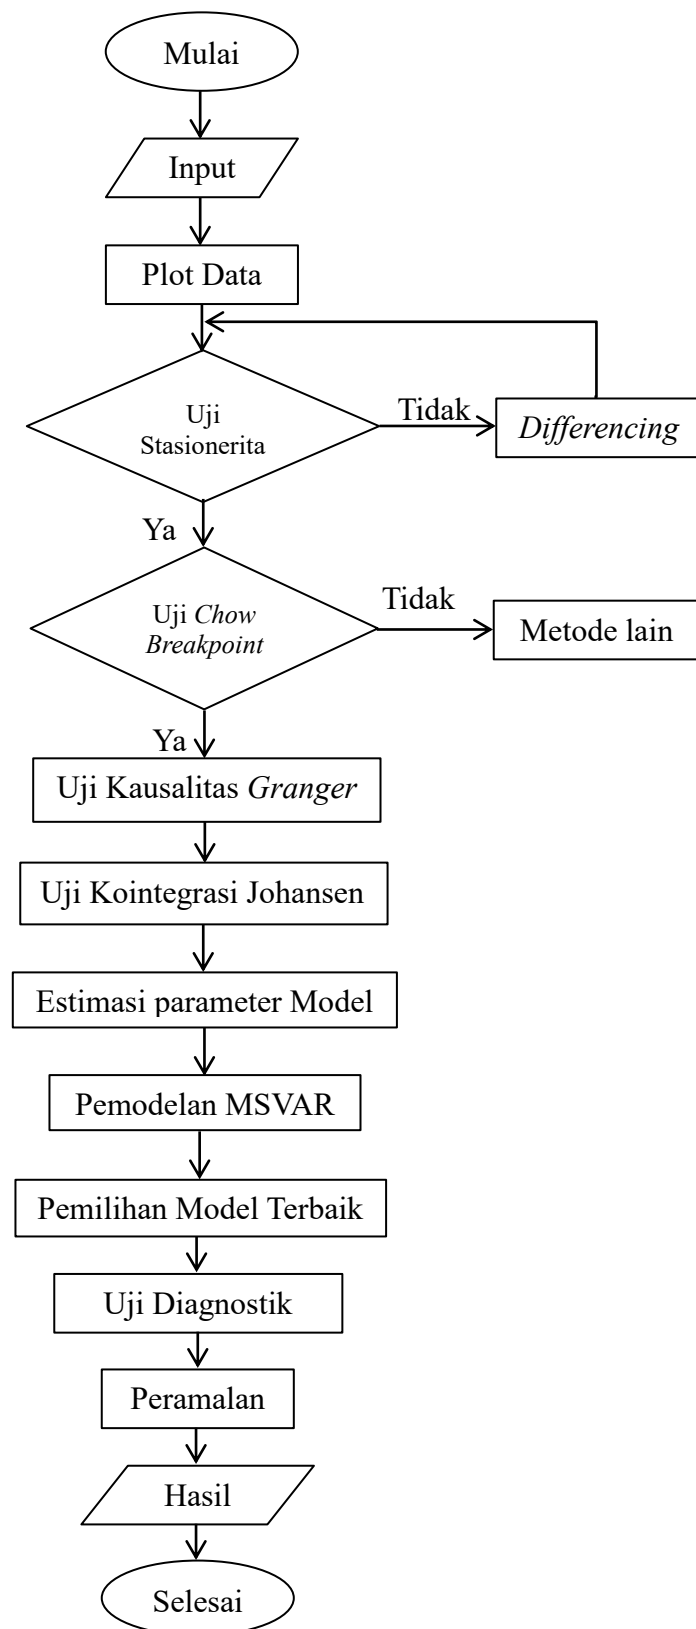 Mulai
Input
Plot Data
Uji
Stasionerita
Tidak
Differencing
Ya
Uji Chow
Breakpoint
Tidak
Metode lain
Ya
Uji Kausalitas Granger
Uji Kointegrasi Johansen
Estimasi parameter Model
Pemodelan MSVAR
Pemilihan Model Terbaik
Uji Diagnostik
Peramalan
Hasil
Selesai